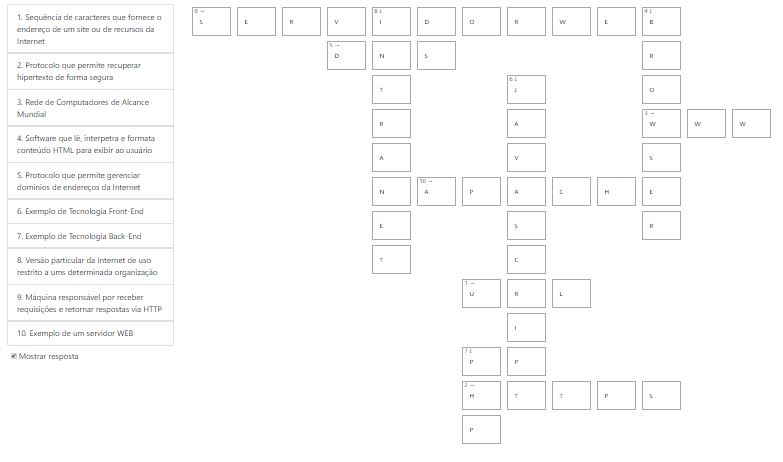 1. Sequência de caracteres que fornece o
endereço de um site ou de recursos da
Internet
2. Protocolo que permite recuperar
hipertexto de forma segura
3. Rede de Computadores de Alcance
Mundial
4. Software que lê, interpetra e formata
conteúdo HTML para exibir ao usuário
5. Protocolo que permite gerenciar
domínios de endereços da Internet
6. Exemplo de Tecnologia Front-End
7. Exemplo de Tecnologia Back-End
8. Versão particular da Internet de uso
restrito a ums determinada organização
9. Máquina responsável por receber
requisições e retornar respostas via HTTP
10. Exemplo de um servidor WEB
Mostrar resposta
9 → 8 ↓ 4 ↓
S E R V I D O R W E B
5 →
D N S R
6 ↓
T J O
3 →
R A W W W
A V S
10 →
N A P A C H E E
E S R
T C
1 →
U R L
I
7 ↓
P P
2 →
H T T P S
P